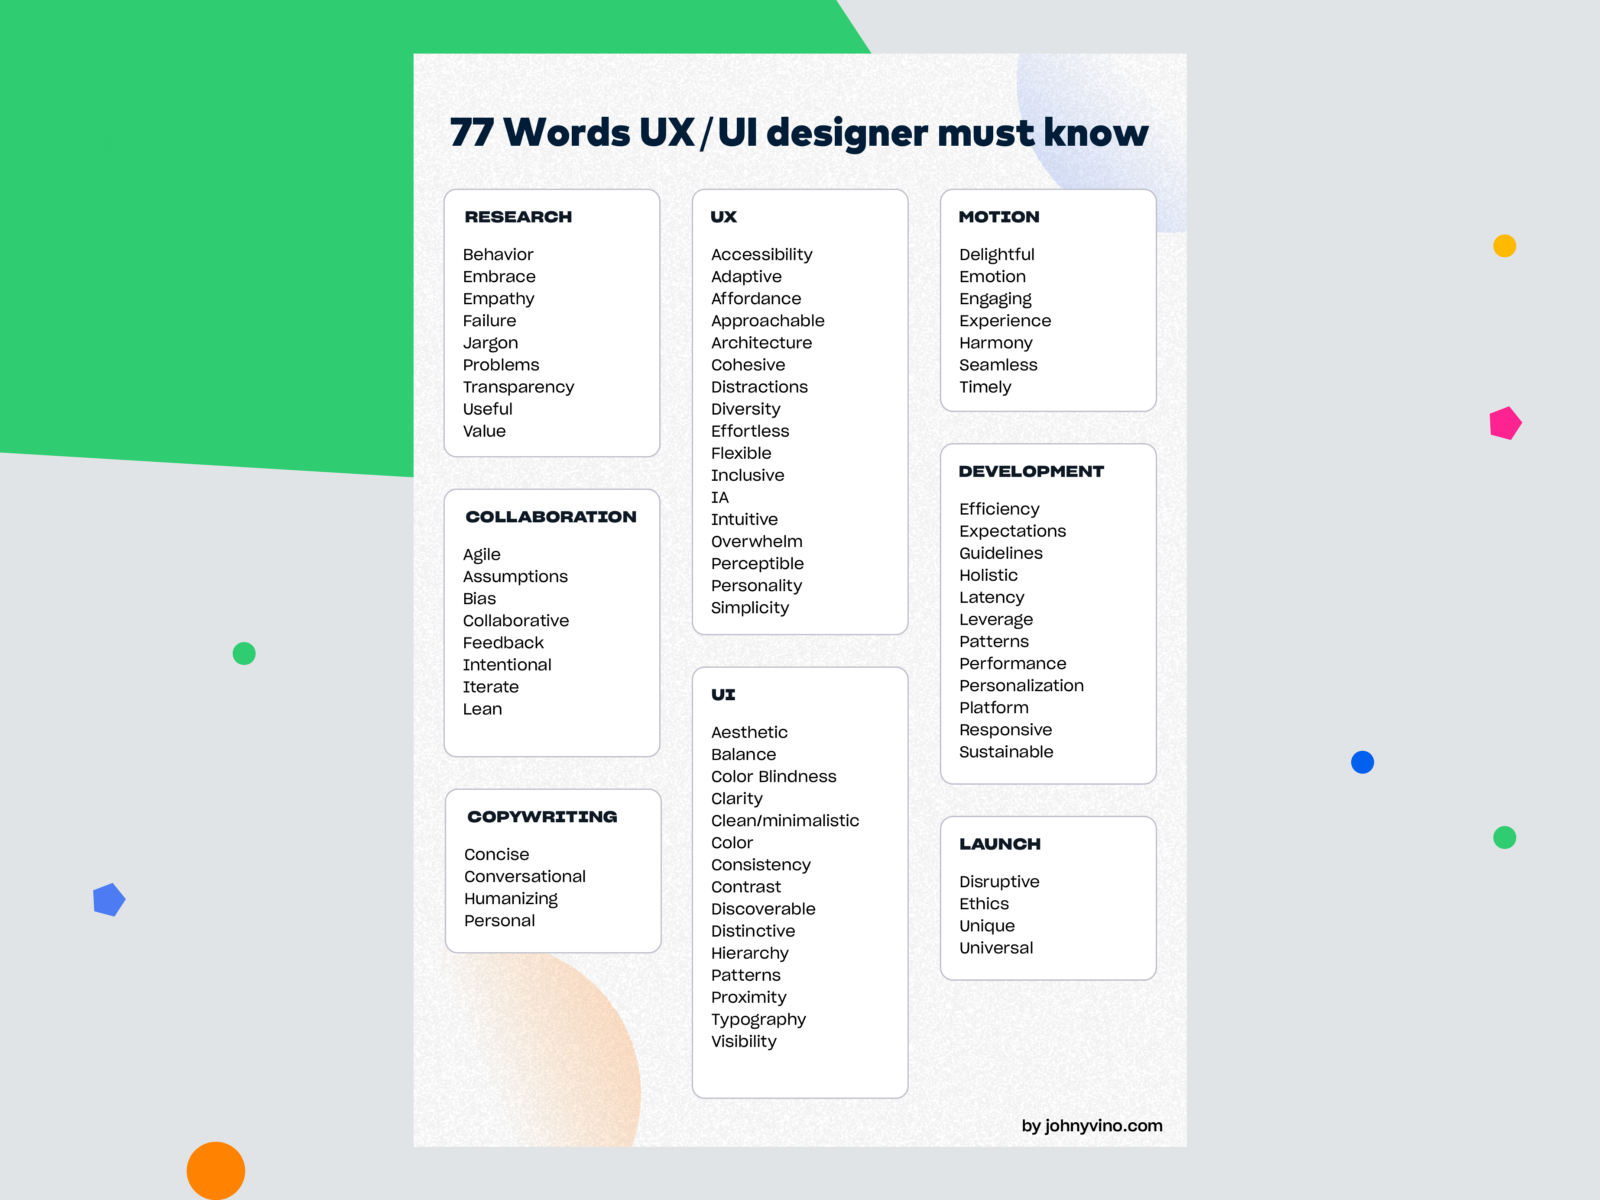 77 Words UX/UI designer must know
RESEARCH
Behavior
Embrace
Empathy
Failure
Jargon
Problems
Transparency
Useful
Value
COLLABORATION
Agile
Assumptions
Bias
Collaborative
Feedback
Intentional
Iterate
Lean
COPYWRITING
Concise
Conversational
Humanizing
Personal
UX
Accessibility
Adaptive
Affordance
Approachable
Architecture
Cohesive
Distractions
Diversity
Effortless
Flexible
Inclusive
IA
Intuitive
Overwhelm
Perceptible
Personality
Simplicity
UI
Aesthetic
Balance
Color Blindness
Clarity
Clean/minimalistic
Color
Consistency
Contrast
Discoverable
Distinctive
Hierarchy
Patterns
Proximity
Typography
Visibility
MOTION
Delightful
Emotion
Engaging
Experience
Harmony
Seamless
Timely
DEVELOPMENT
Efficiency
Expectations
Guidelines
Holistic
Latency
Leverage
Patterns
Performance
Personalization
Platform
Responsive
Sustainable
LAUNCH
Disruptive
Ethics
Unique
Universal
by johnyvino.com